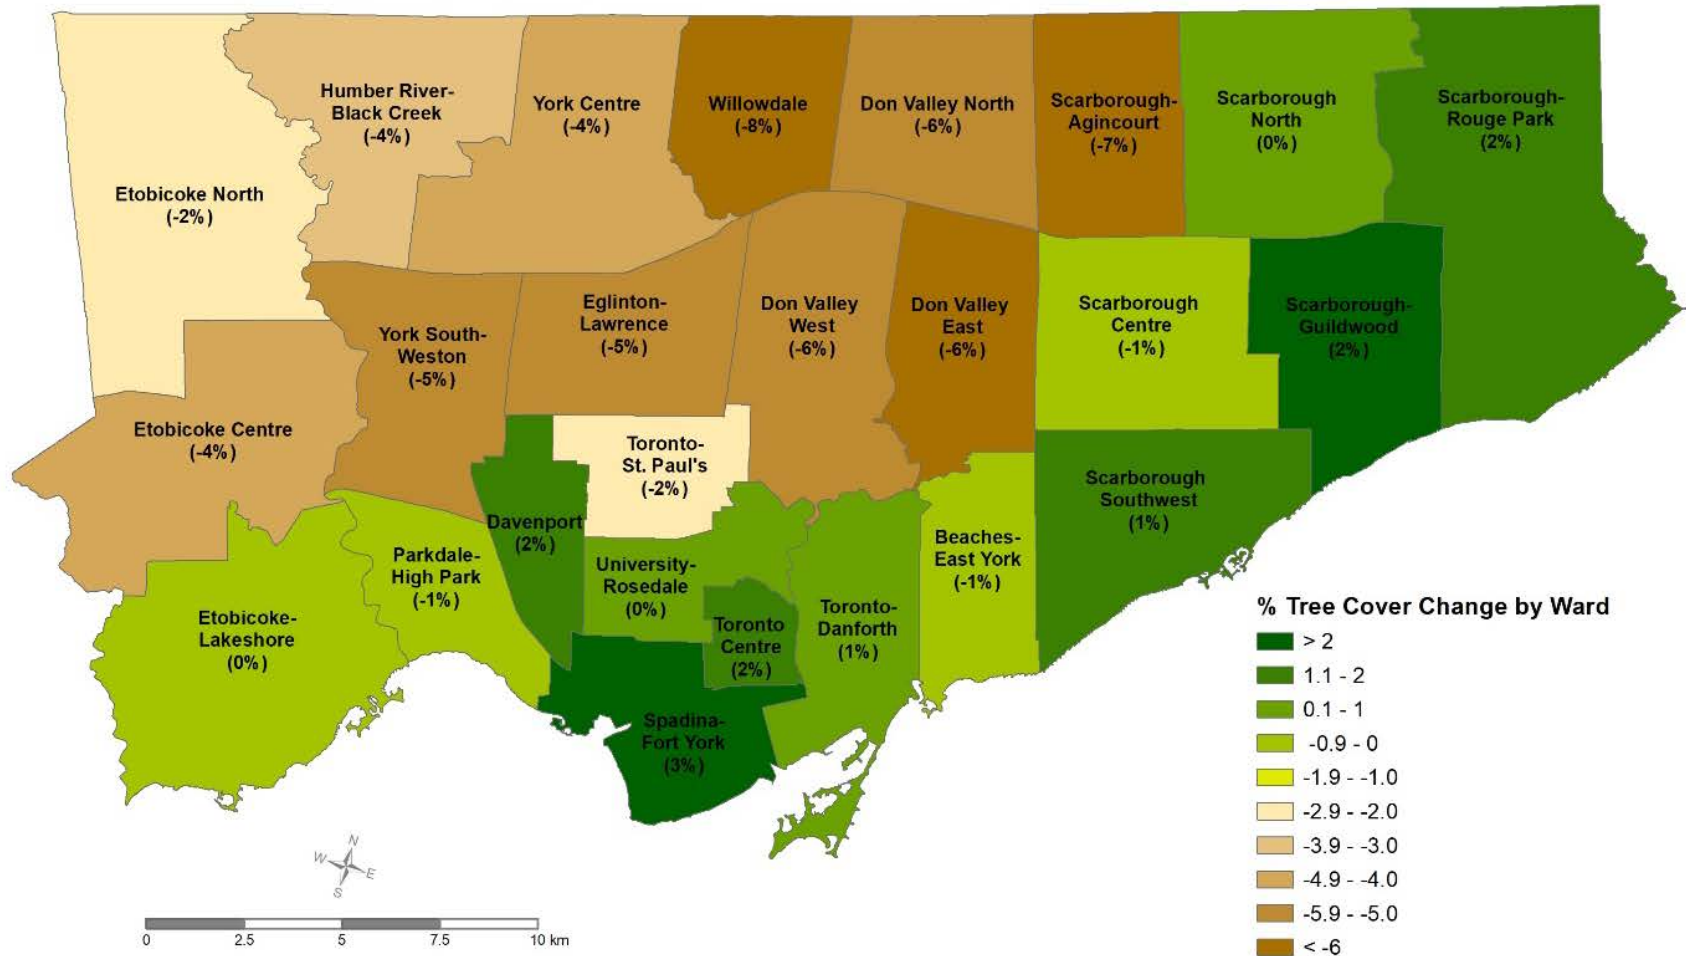 Humber River-
Black Creek
(-4%)
York Centre
(-4%)
Willowdale
(-8%)
Don Valley North
(-6%)
Scarborough-
Agincourt
(-7%)
Scarborough
North
(0%)
Scarborough-
Rouge Park
(2%)
Etobicoke North
(-2%)
York South-
Weston
(-5%)
Eglinton-
Lawrence
(-5%)
Don Valley
West
(-6%)
Don Valley
East
(-6%)
Scarborough
Centre
(-1%)
Scarborough-
Guildwood
(2%)
Etobicoke Centre
(-4%)
Toronto-
St. Paul's
(-2%)
Scarborough
Southwest
(1%)
Davenport
(2%)
Parkdale-
High Park
(-1%)
University-
Rosedale
(0%)
Beaches-
East York
(-1%)
Etobicoke-
Lakeshore
(0%)
Toronto
Centre
(2%)
Toronto-
Danforth
(1%)
Spadina-
Fort York
(3%)
% Tree Cover Change by Ward
> 2
1.1 - 2
0.1 - 1
-0.9 - 0
-1.9 - -1.0
-2.9 - -2.0
-3.9 - -3.0
-4.9 - -4.0
-5.9 - -5.0
< -6
N
W
E
S
0 2.5 5 7.5 10 km